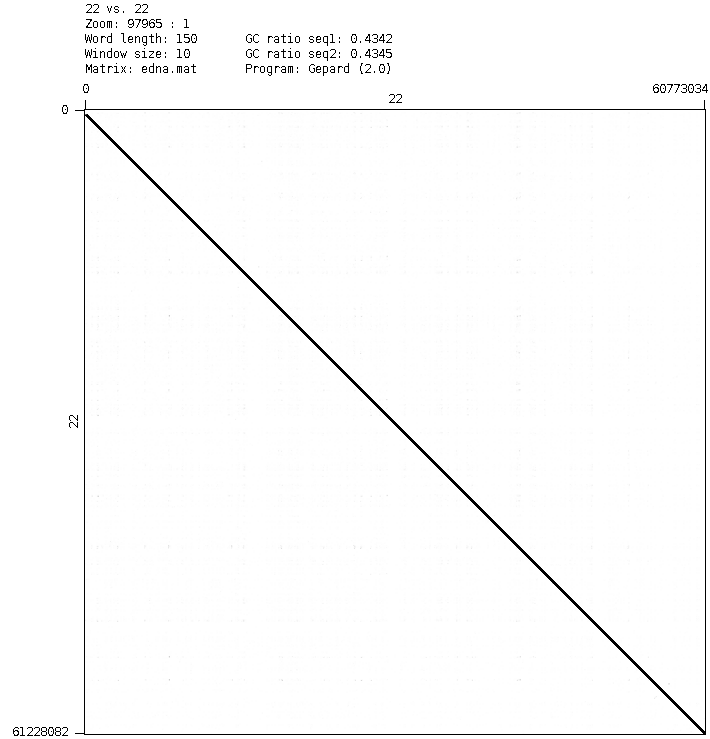 22 vs. 22
Zoom: 97965 : 1
Word length: 150 GC ratio seq1: 0.4342
Window size: 10 GC ratio seq2: 0.4345
Matrix: edna.mat Program: Gepard (2.0)
0 60773034
22
0
22
61228082